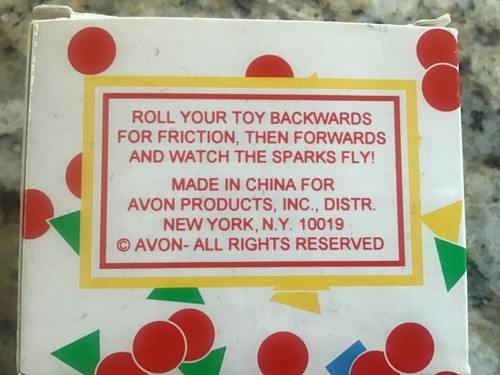 ROLL YOUR TOY BACKWARDS
FOR FRICTION, THEN FORWARDS
AND WATCH THE SPARKS FLY!
MADE IN CHINA FOR
AVON PRODUCTS, INC., DISTR.
NEW YORK, N.Y. 10019
© AVON- ALL RIGHTS RESERVED